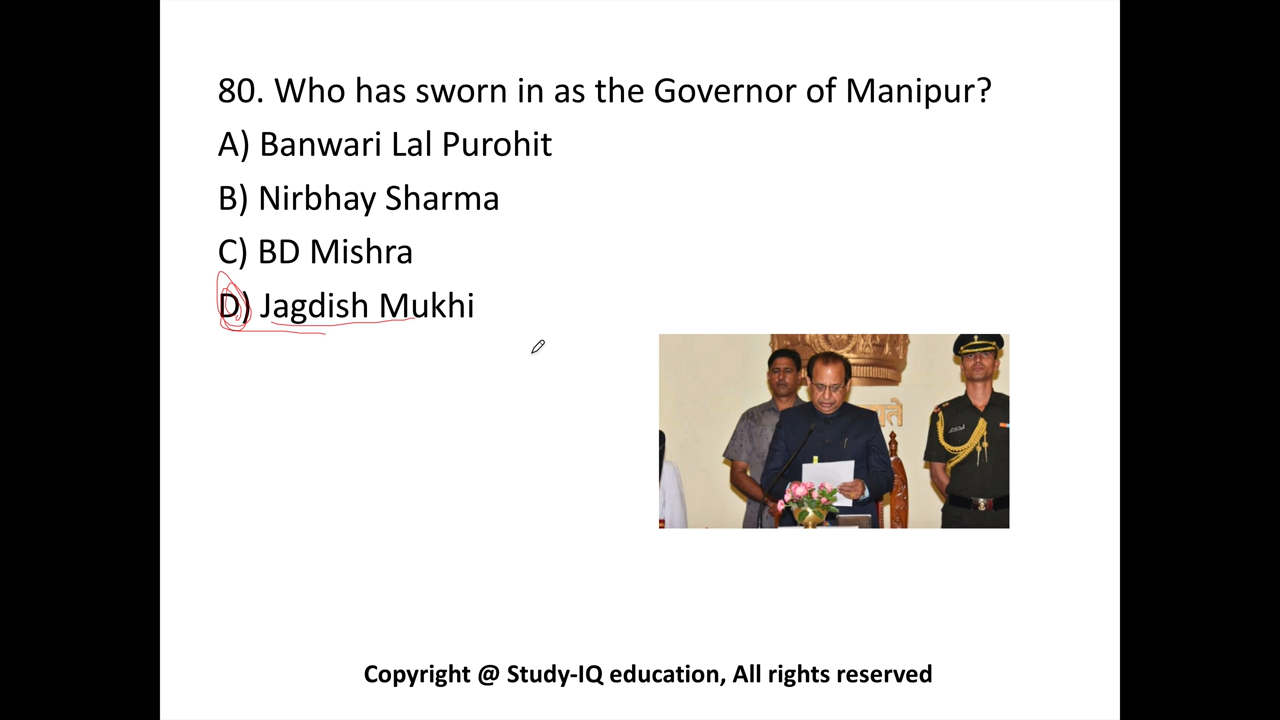 80. Who has sworn in as the Governor of Manipur?
A) Banwari Lal Purohit
B) Nirbhay Sharma
C) BD Mishra
D) Jagdish Mukhi
ते
Copyright @ Study-IQ education, All rights reserved